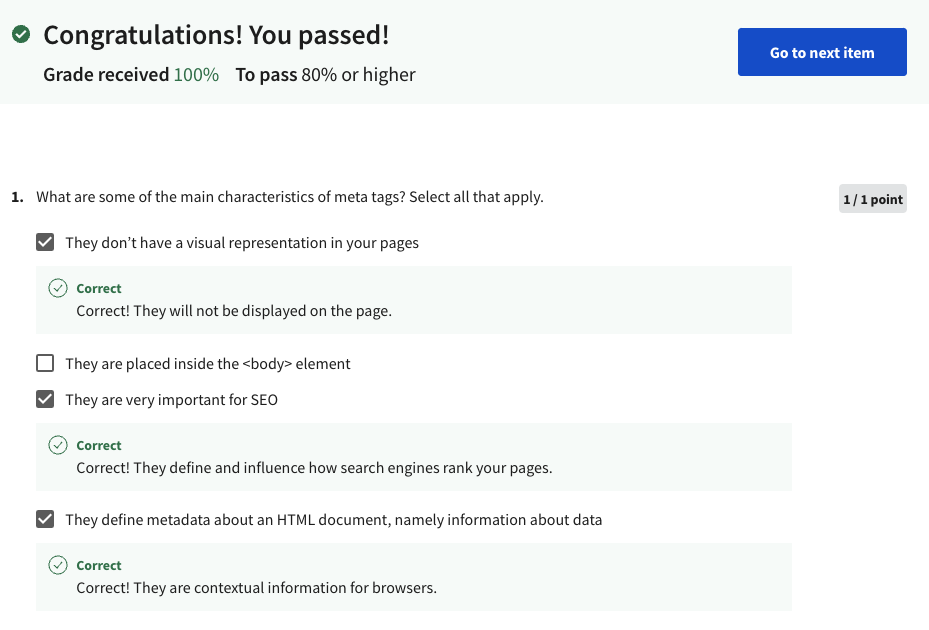 Congratulations! You passed!
Grade received 100% To pass 80% or higher
Go to next item
1. What are some of the main characteristics of meta tags? Select all that apply.
1 / 1 point
They don’t have a visual representation in your pages
Correct
Correct! They will not be displayed on the page.
They are placed inside the <body> element
They are very important for SEO
Correct
Correct! They define and influence how search engines rank your pages.
They define metadata about an HTML document, namely information about data
Correct
Correct! They are contextual information for browsers.